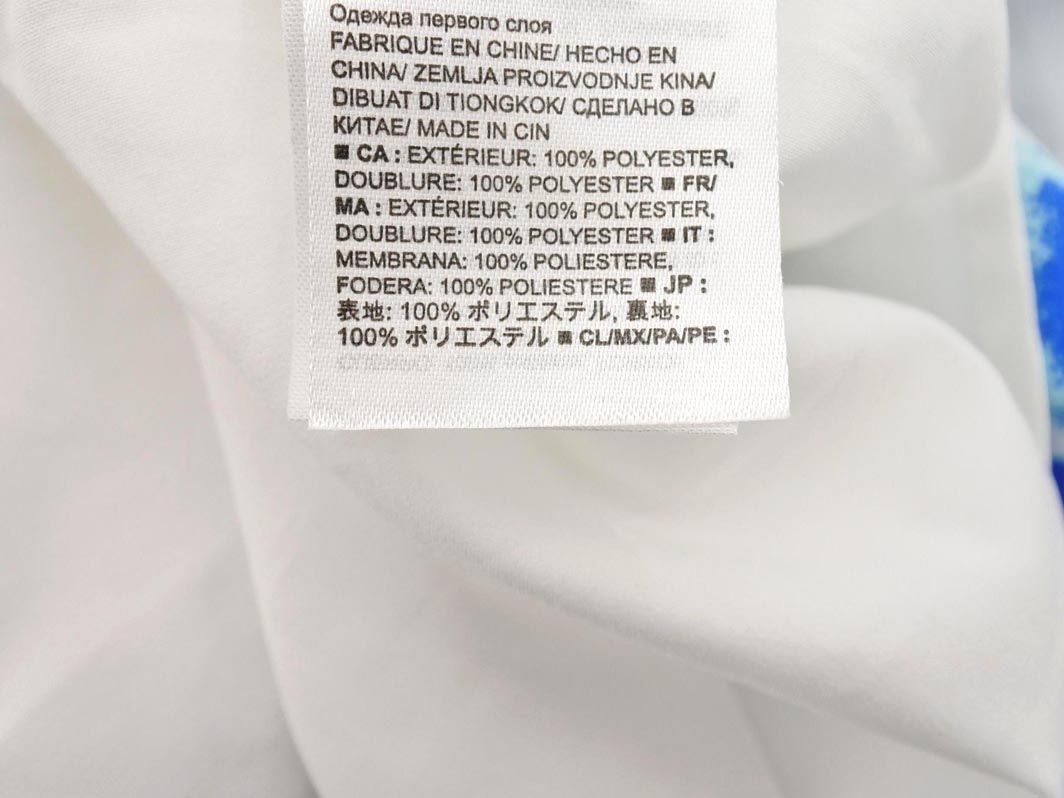 Одежда первого слоя
FABRIQUE EN CHINE/ HECHO EN
CHINA/ ZEMLJA PROIZVODNJE KINA/
DIBUAT DI TIONGKOK/ СДЕЛАНО В
КИТАЕ/ MADE IN CIN
■ CA : EXTÉRIEUR: 100% POLYESTER,
DOUBLURE: 100% POLYESTER ■ FR/
MA : EXTÉRIEUR: 100% POLYESTER,
DOUBLURE: 100% POLYESTER ■ IT :
MEMBRANA: 100% POLIESTERE,
FODERA: 100% POLIESTERE ■ JP :
表地: 100% ポリエステル, 裏地:
100% ポリエステル ■ CL/MX/PA/PE :